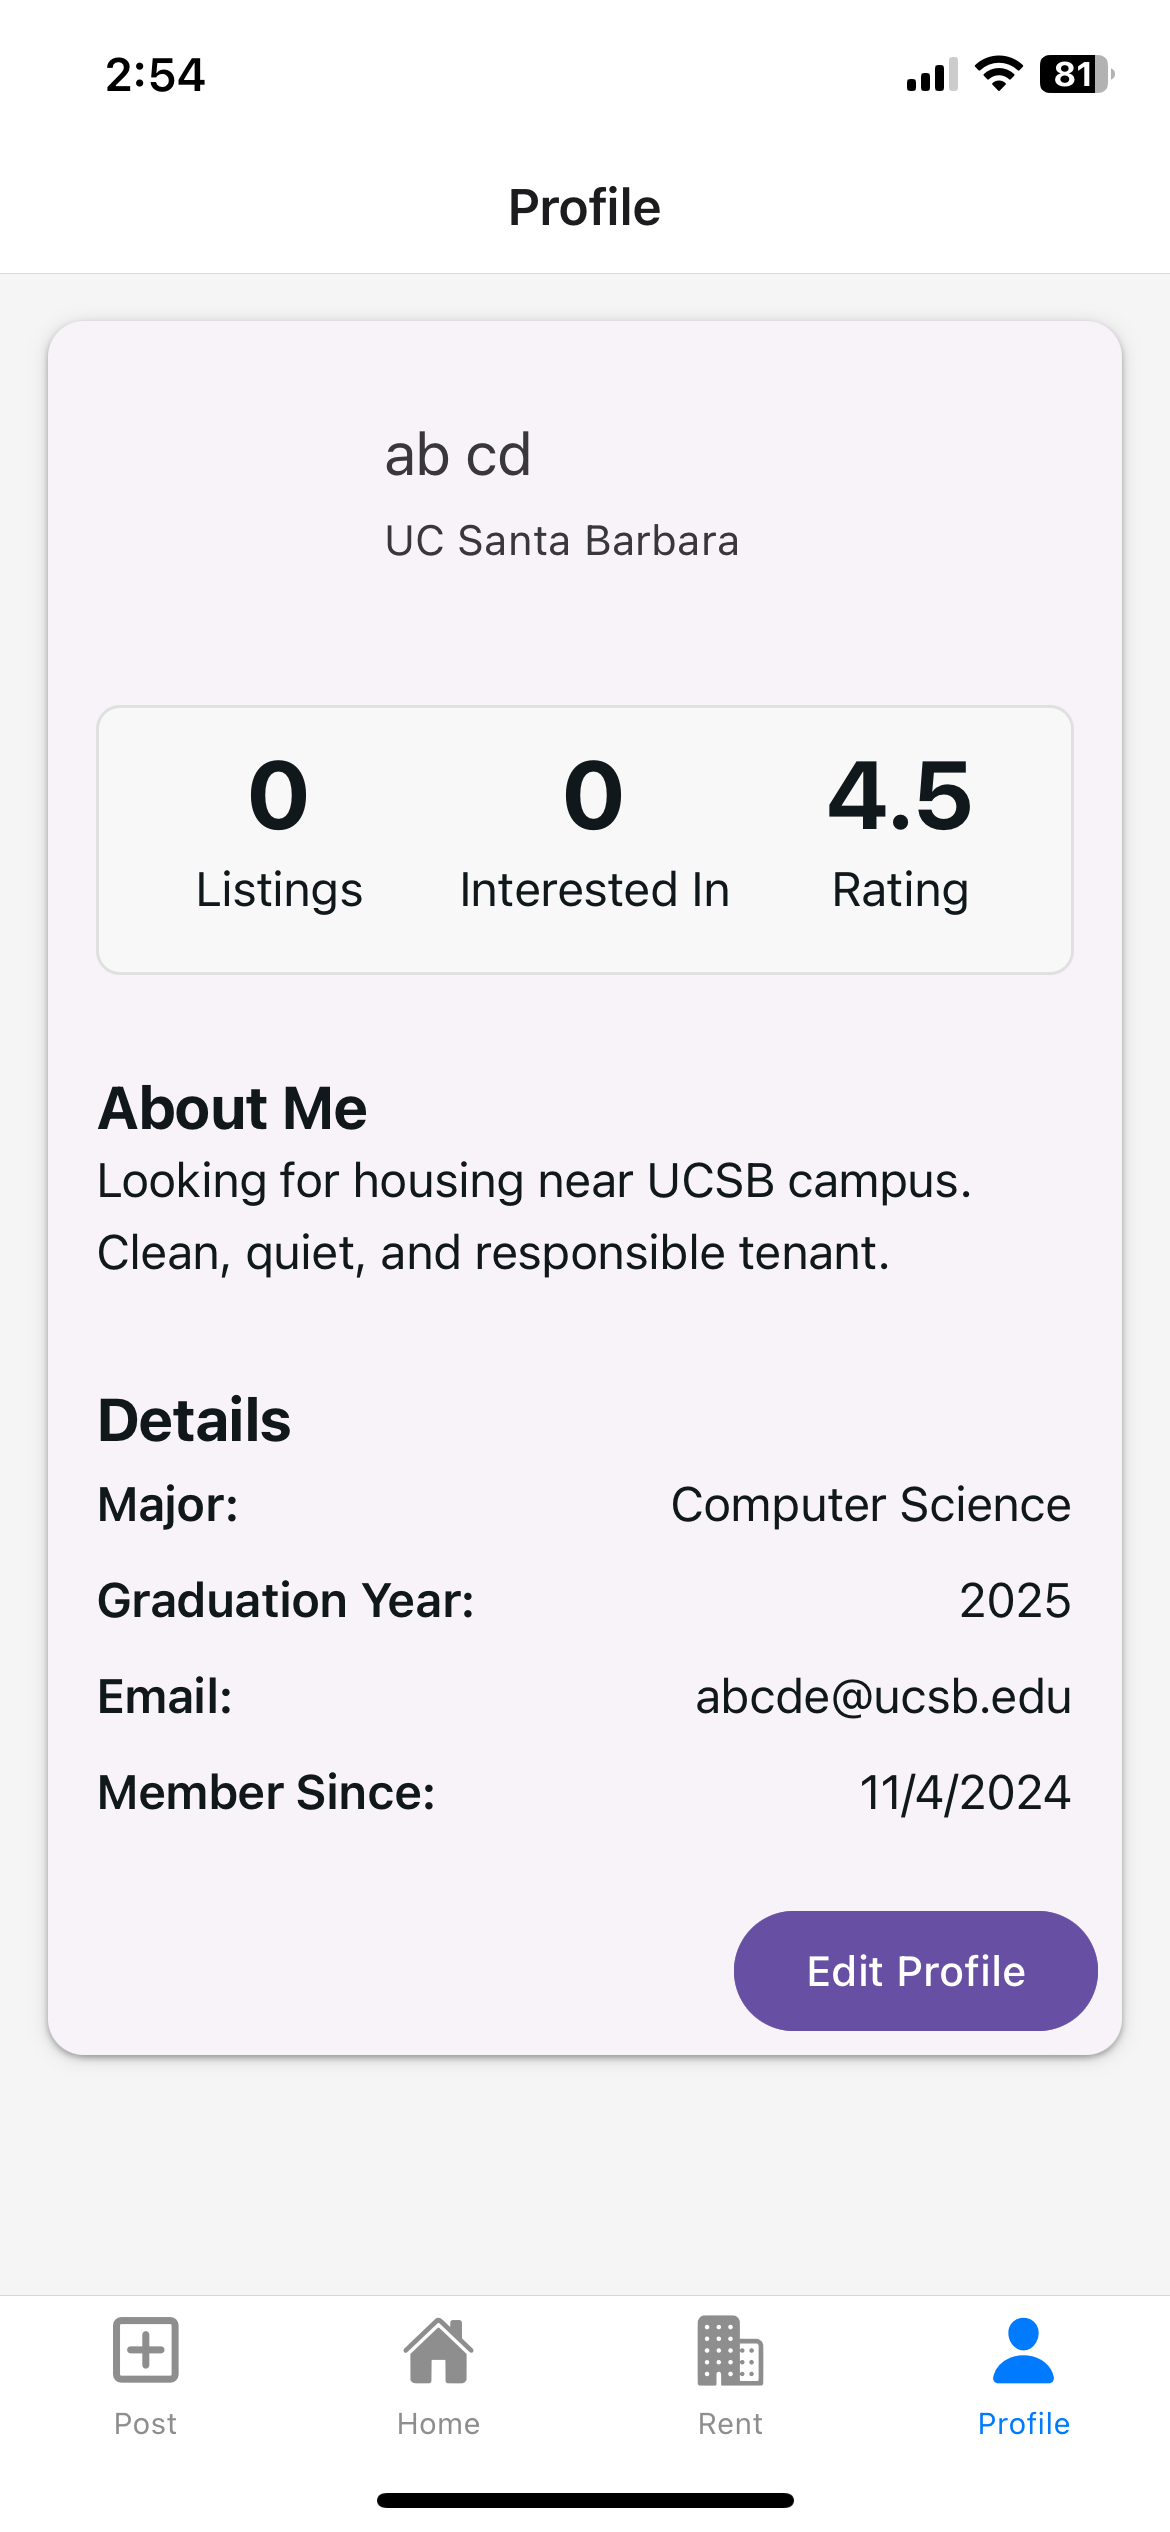 2:54
81
Profile
ab cd
UC Santa Barbara
0 0 4.5
Listings Interested In Rating
About Me
Looking for housing near UCSB campus.
Clean, quiet, and responsible tenant.
Details
Major: Computer Science
Graduation Year: 2025
Email: abcde@ucsb.edu
Member Since: 11/4/2024
Edit Profile
Post Home Rent Profile